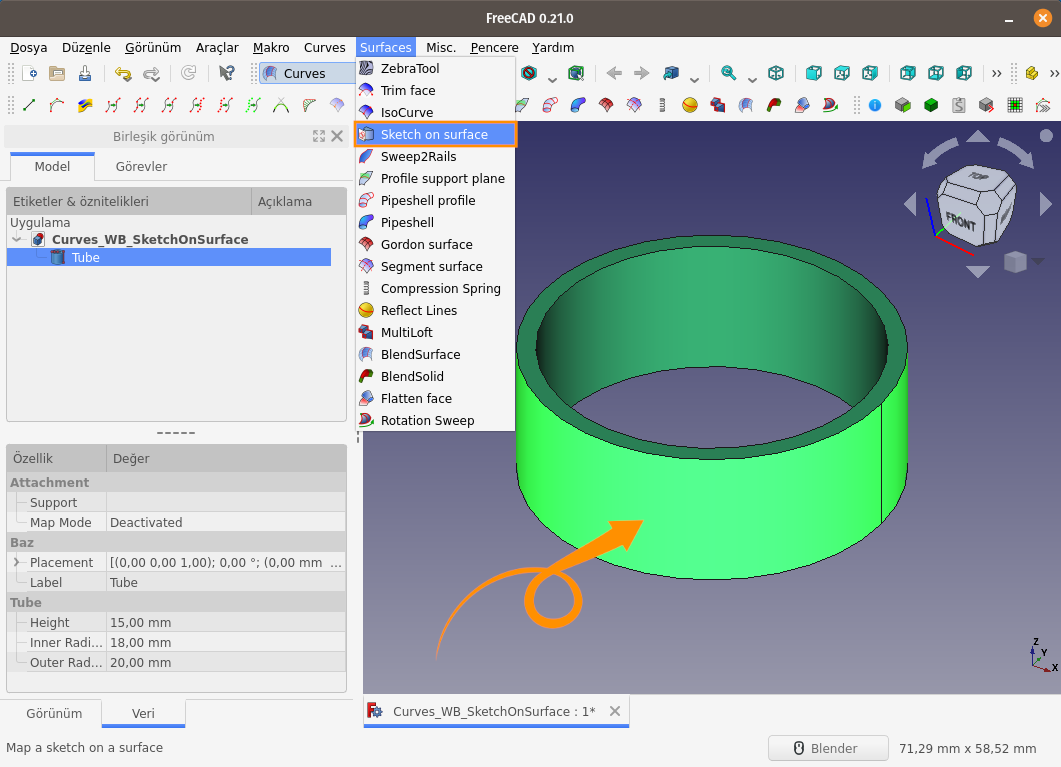 FreeCAD 0.21.0
Dosya Düzenle Görünüm Araçlar Makro Curves Surfaces Misc. Pencere Yardım
Curves
ZebraTool
Trim face
IsoCurve
Sketch on surface
Sweep2Rails
Profile support plane
Pipeshell profile
Pipeshell
Gordon surface
Segment surface
Compression Spring
Reflect Lines
MultiLoft
BlendSurface
BlendSolid
Flatten face
Rotation Sweep
Birleşik görünüm
Model Görevler
Etiketler & öznitelikleri Açıklama
Uygulama
Curves_WB_SketchOnSurface
Tube
TOP
FRONT
Özellik Değer
Attachment
Support
Map Mode Deactivated
Baz
Placement [(0,00 0,00 1,00); 0,00 °; (0,00 mm ...
Label Tube
Tube
Height 15,00 mm
Inner Radi... 18,00 mm
Outer Rad... 20,00 mm
Z
Y
X
Görünüm Veri
Curves_WB_SketchOnSurface : 1*
Map a sketch on a surface
Blender 71,29 mm x 58,52 mm